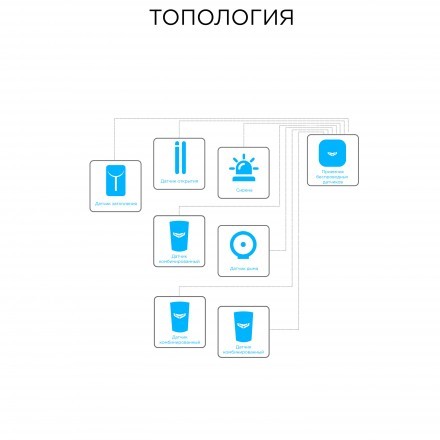 ТОПОЛОГИЯ
Датчик открытия
Сирена
Приемник
беспроводных
датчиков
Датчик затопления
Датчик
комбинированный
Датчик дыма
Датчик
комбинированный
Датчик
комбинированный